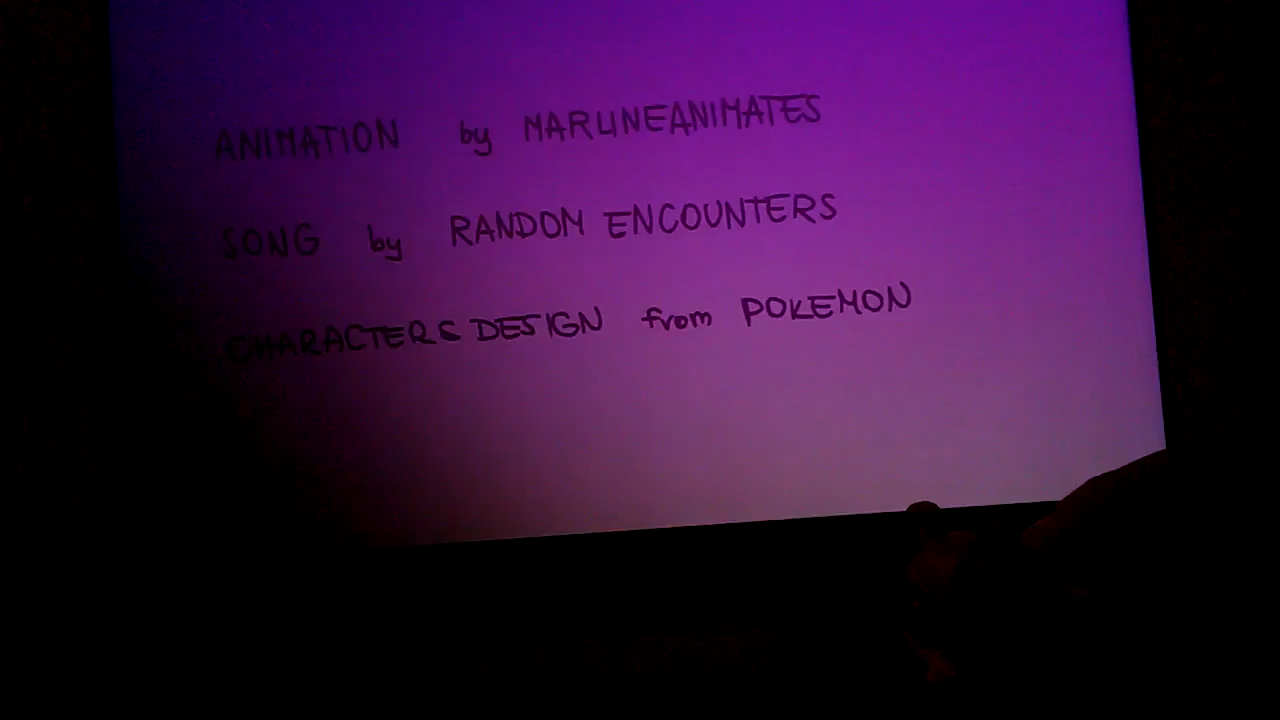 ANIMATION by MARUNEANIMATES
SONG by RANDOM ENCOUNTERS
CHARACTERS DESIGN from POKEMON